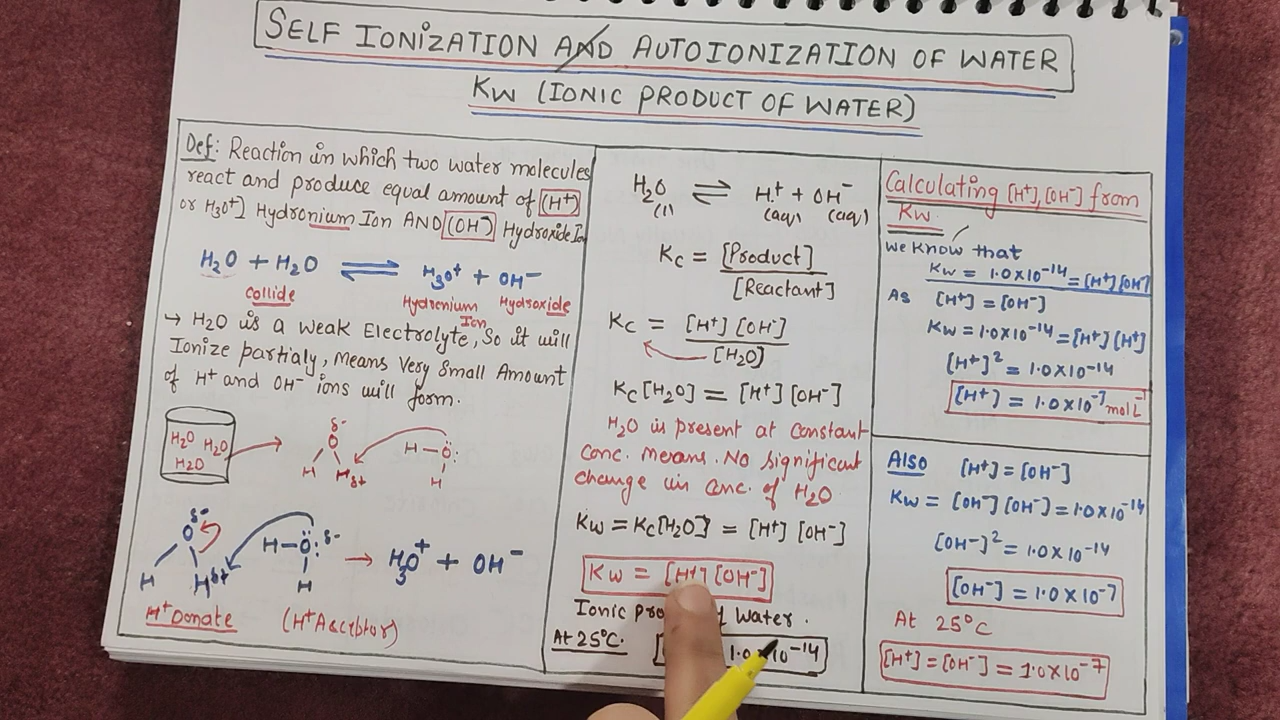 SELF IONIZATION AND AUTOIONIZATION OF WATER
KW (IONIC PRODUCT OF WATER)
Def: Reaction in which two water molecules
react and produce equal amount of (H+)
or H₃O+] Hydronium Ion AND (OH⁻) Hydroxide Ion
H₂O + H₂O ⇌ H₃O⁺ + OH⁻
collide Hydrenium Hydroxide
Ion
→ H₂O is a weak Electrolyte, So it will
Ionize partialy, means Very Small Amount
of H⁺ and OH⁻ ions will form.
H₂O H₂O
H₂O
δ-
O H-O:
H Hδ+ H
δ-
O H-O: δ- → H₃O⁺ + OH⁻
H Hδ+ H
H⁺Donate (H⁺Acceptor)
H₂O ⇌ H⁺ + OH⁻
(l) (aq) (aq)
Kc = [Product]
[Reactant]
Kc = [H⁺] [OH⁻]
[H₂O]
Kc[H₂O] = [H⁺] [OH⁻]
H₂O is present at constant
conc. means. No significant
change in conc. of H₂O
Kw = Kc[H₂O] = [H⁺] [OH⁻]
Kw = [H⁺] [OH⁻]
Ionic Water.
At 25°C. 1.0×10⁻¹⁴
Calculating [H⁺], [OH⁻] from
Kw
we know that
Kw = 1.0×10⁻¹⁴ = [H⁺] [OH⁻]
As [H⁺] = [OH⁻]
Kw = 1.0×10⁻¹⁴ = [H⁺] [H⁺]
[H⁺]² = 1.0×10⁻¹⁴
[H⁺] = 1.0×10⁻⁷ mol L⁻
Also [H⁺] = [OH⁻]
Kw = [OH⁻] [OH⁻] = 1.0×10⁻¹⁴
[OH⁻]² = 1.0×10⁻¹⁴
[OH⁻] = 1.0×10⁻⁷
At 25°C
[H⁺] = [OH⁻] = 1.0×10⁻⁷